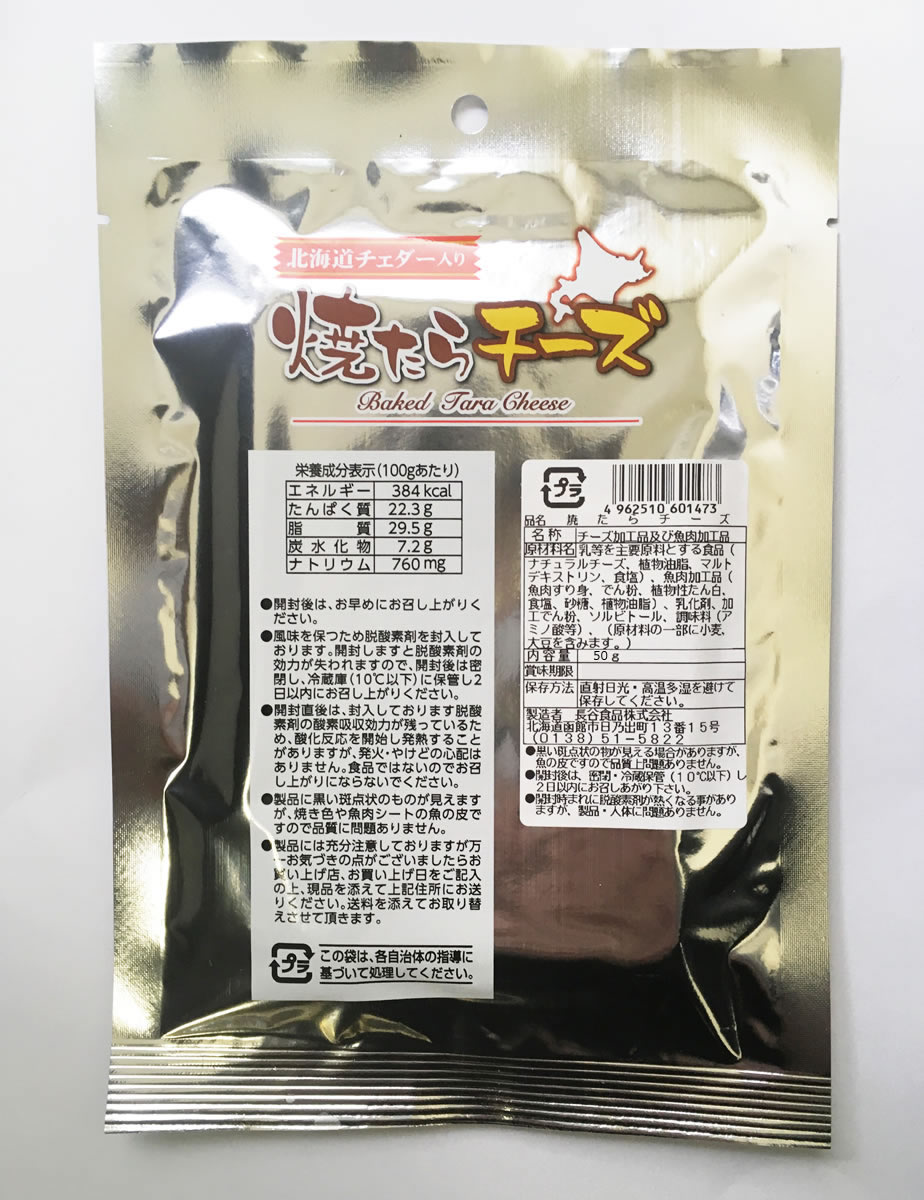 北海道チェダー入り
焼たらチーズ
Baked Tara Cheese
栄養成分表示(100gあたり)
エネルギー 384kcal
たんぱく質 22.3g
脂質 29.5g
炭水化物 7.2g
ナトリウム 760mg
●開封後は、お早めにお召し上がりく
ださい。
●風味を保つため脱酸素剤を封入して
おります。開封しますと脱酸素剤の
効力が失われますので、開封後は密
閉し、冷蔵庫(10℃以下)に保管し2
日以内にお召し上がりください。
●開封直後は、封入しております脱酸
素剤の酸素吸収効力が残っているた
め、酸化反応を開始し発熱すること
がありますが、発火・やけどの心配は
ありません。食品ではないのでお召
し上がりにならないでください。
●製品に黒い斑点状のものが見えます
が、焼き色や魚肉シートの魚の皮で
すので品質に問題ありません。
●製品には充分注意しておりますが万
一お気づきの点がございましたらお
買い上げ店、お買い上げ日をご記入
の上、現品を添えて上記住所にお送
りください。送料を添えてお取り替
えさせて頂きます。
プラ
この袋は、各自治体の指導に
基づいて処理してください。
プラ
4 962510 601473
品名 焼たらチーズ
名称 チーズ加工品及び魚肉加工品
原材料名 乳等を主要原料とする食品(
ナチュラルチーズ、植物油脂、マルト
デキストリン、食塩)、魚肉加工品(
魚肉すり身、でん粉、植物性たん白、
食塩、砂糖、植物油脂)、乳化剤、加
工でん粉、ソルビトール、調味料(ア
ミノ酸等)、(原材料の一部に小麦、
大豆を含みます。)
内容量 50g
賞味期限
保存方法 直射日光・高温多湿を避けて
保存してください。
製造者 長谷食品株式会社
北海道函館市日乃出町13番15号
(0138)51-5822
●黒い斑点状の物が見える場合がありますが、
魚の皮ですので品質上問題ありません。
●開封後は、密閉・冷蔵保管(10℃以下)し
2日以内にお召しあがり下さい。
●開封時まれに脱酸素剤が熱くなる事があり
ますが、製品・人体に問題ありません。